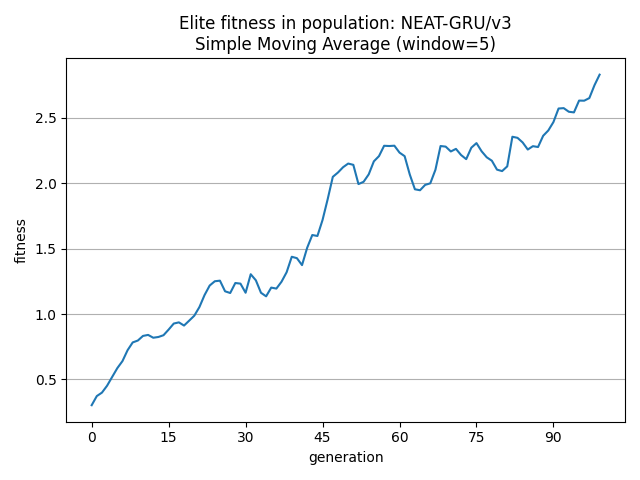 Elite fitness in population: NEAT-GRU/v3
Simple Moving Average (window=5)
fitness
2.5
2.0
1.5
1.0
0.5
0 15 30 45 60 75 90
generation